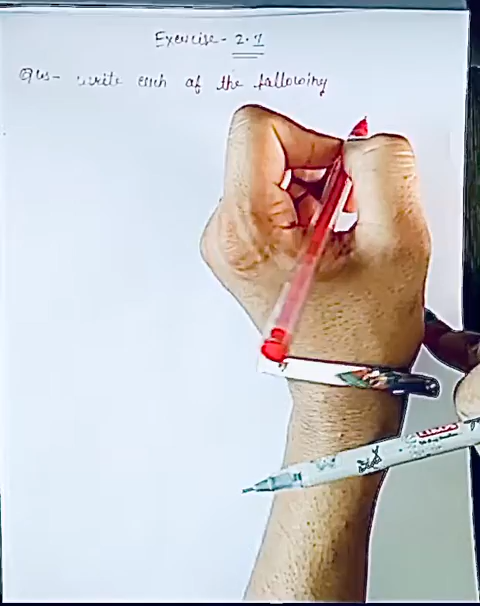 Exercise - 2.1
Qus - write each of the following